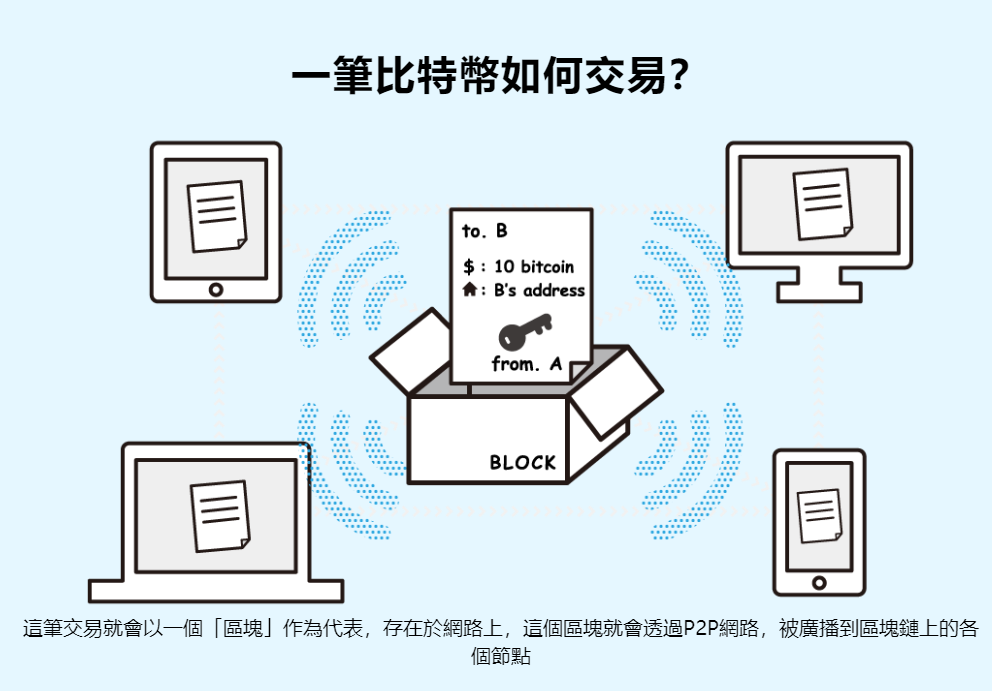 一筆比特幣如何交易？
to. B
$ : 10 bitcoin
: B's address
from. A
BLOCK
這筆交易就會以一個「區塊」作為代表，存在於網路上，這個區塊就會透過P2P網路，被廣播到區塊鏈上的各
個節點